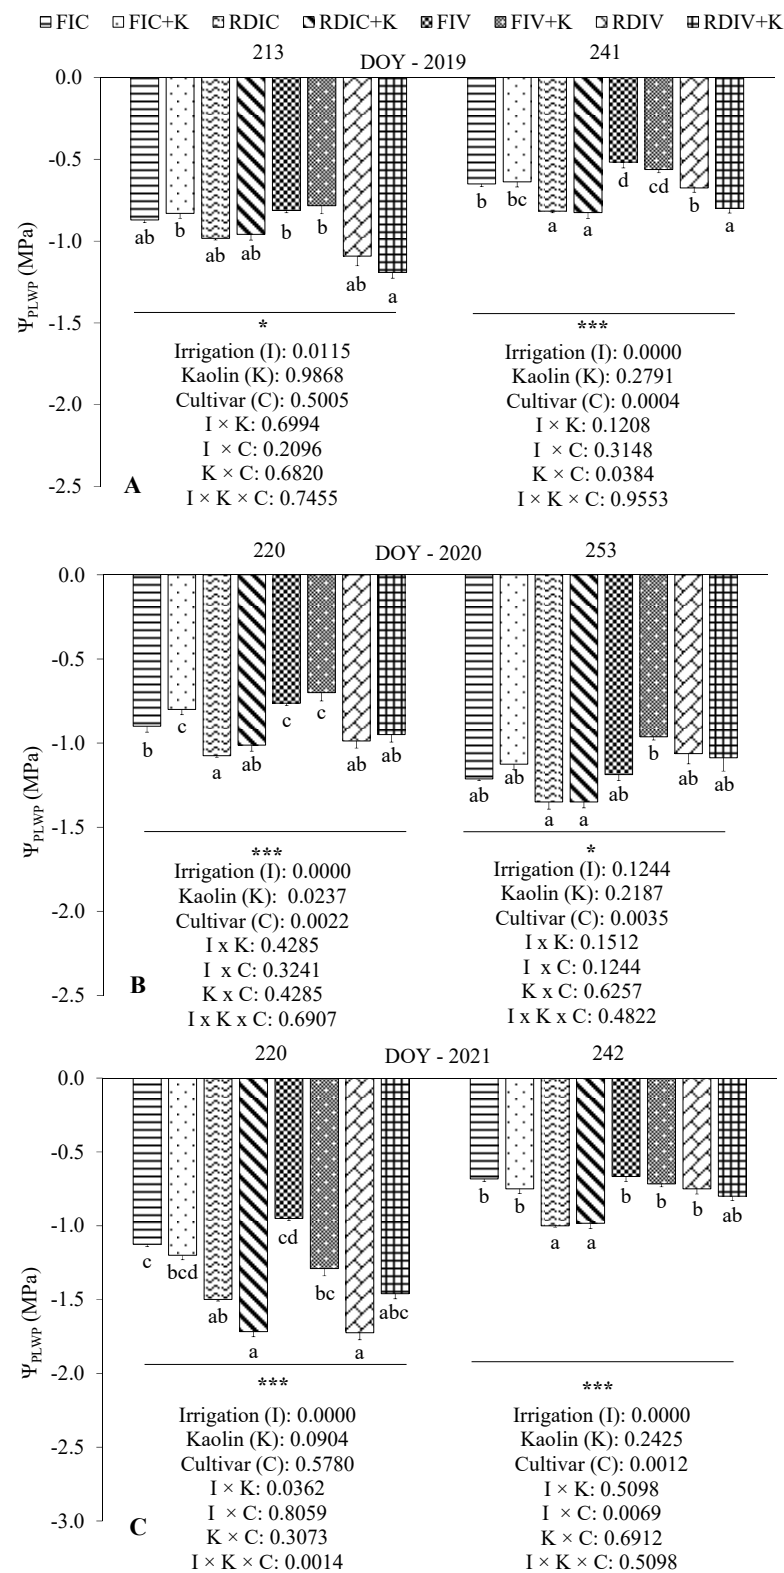 FIC FIC+K RDIC RDIC+K FIV FIV+K RDIV RDIV+K
213 DOY - 2019 241
0.0
-0.5
-1.0
-1.5
-2.0
-2.5
Ψ_PLWP (MPa)
ab b ab ab b b ab a
b bc a a d cd b a
*
Irrigation (I): 0.0115
Kaolin (K): 0.9868
Cultivar (C): 0.5005
I × K: 0.6994
I × C: 0.2096
K × C: 0.6820
I × K × C: 0.7455
***
Irrigation (I): 0.0000
Kaolin (K): 0.2791
Cultivar (C): 0.0004
I × K: 0.1208
I × C: 0.3148
K × C: 0.0384
I × K × C: 0.9553
A
220 DOY - 2020 253
0.0
-0.5
-1.0
-1.5
-2.0
-2.5
Ψ_PLWP (MPa)
b c a ab c c ab ab
ab ab a a ab b ab ab
***
Irrigation (I): 0.0000
Kaolin (K): 0.0237
Cultivar (C): 0.0022
I x K: 0.4285
I x C: 0.3241
K x C: 0.4285
I x K x C: 0.6907
*
Irrigation (I): 0.1244
Kaolin (K): 0.2187
Cultivar (C): 0.0035
I x K: 0.1512
I x C: 0.1244
K x C: 0.6257
I x K x C: 0.4822
B
220 DOY - 2021 242
0.0
-0.5
-1.0
-1.5
-2.0
-2.5
-3.0
Ψ_PLWP (MPa)
c bcd ab a cd bc a abc
b b a a b b b ab
***
Irrigation (I): 0.0000
Kaolin (K): 0.0904
Cultivar (C): 0.5780
I × K: 0.0362
I × C: 0.8059
K × C: 0.3073
I × K × C: 0.0014
***
Irrigation (I): 0.0000
Kaolin (K): 0.2425
Cultivar (C): 0.0012
I × K: 0.5098
I × C: 0.0069
K × C: 0.6912
I × K × C: 0.5098
C